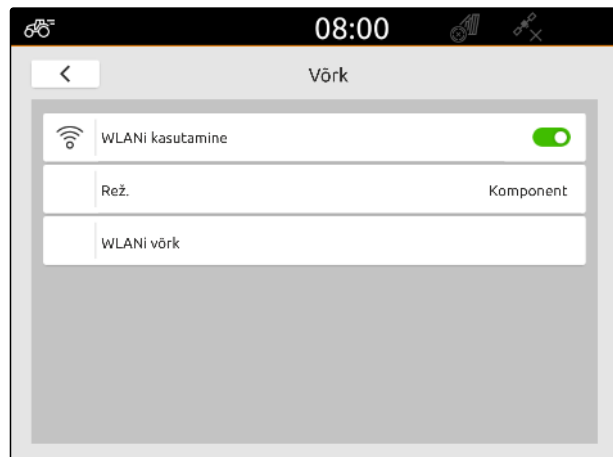 08:00
Võrk
WLANi kasutamine
Rež.
Komponent
WLANi võrk